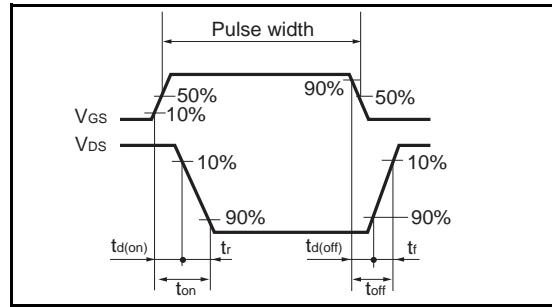 Pulse width
90%
50%
50%
10%
VGS
VDS
10%
10%
90%
90%
td(on)
tr
td(off)
tf
ton
toff